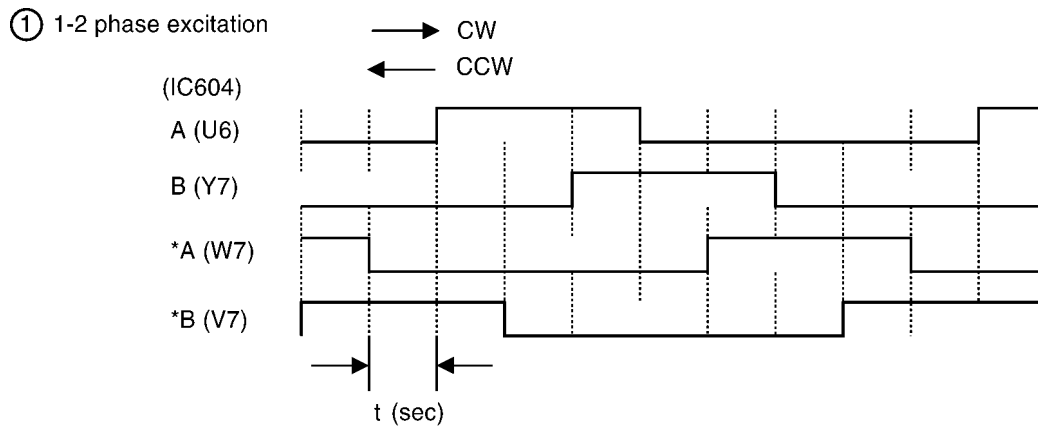 ① 1-2 phase excitation
CW
CCW
(IC604)
A (U6)
B (Y7)
*A (W7)
*B (V7)
t (sec)